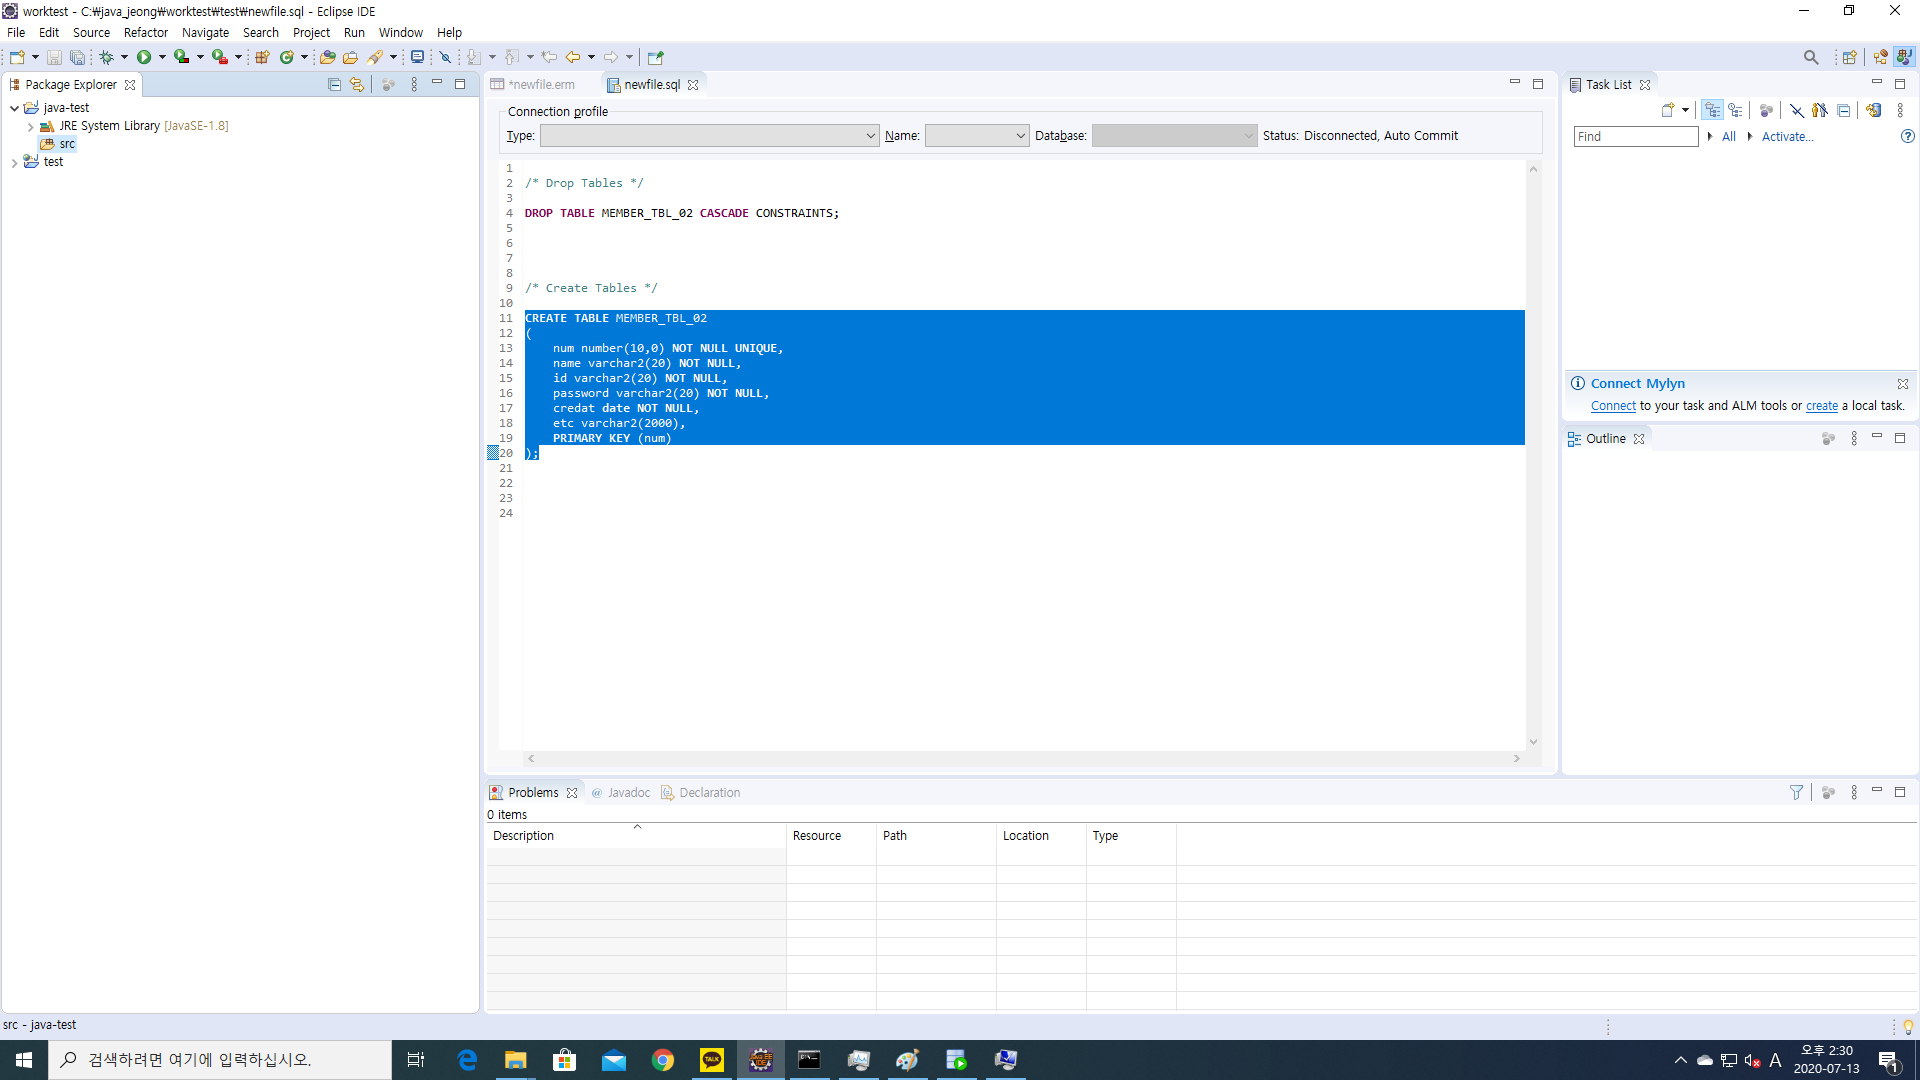 worktest - C:₩java_jeong₩worktest₩test₩newfile.sql - Eclipse IDE
File Edit Source Refactor Navigate Search Project Run Window Help
Package Explorer
java-test
JRE System Library [JavaSE-1.8]
src
test
*newfile.erm
newfile.sql
Connection profile
Type: Name: Database: Status: Disconnected, Auto Commit
1
2 /* Drop Tables */
3
4 DROP TABLE MEMBER_TBL_02 CASCADE CONSTRAINTS;
5
6
7
8
9 /* Create Tables */
10
11 CREATE TABLE MEMBER_TBL_02
12 (
13 num number(10,0) NOT NULL UNIQUE,
14 name varchar2(20) NOT NULL,
15 id varchar2(20) NOT NULL,
16 password varchar2(20) NOT NULL,
17 credat date NOT NULL,
18 etc varchar2(2000),
19 PRIMARY KEY (num)
20 );
21
22
23
24
Task List
Find All Activate...
Connect Mylyn
Connect to your task and ALM tools or create a local task.
Outline
Problems @ Javadoc Declaration
0 items
Description Resource Path Location Type
src - java-test
검색하려면 여기에 입력하십시오.
TALK
A
오후 2:30
2020-07-13
1